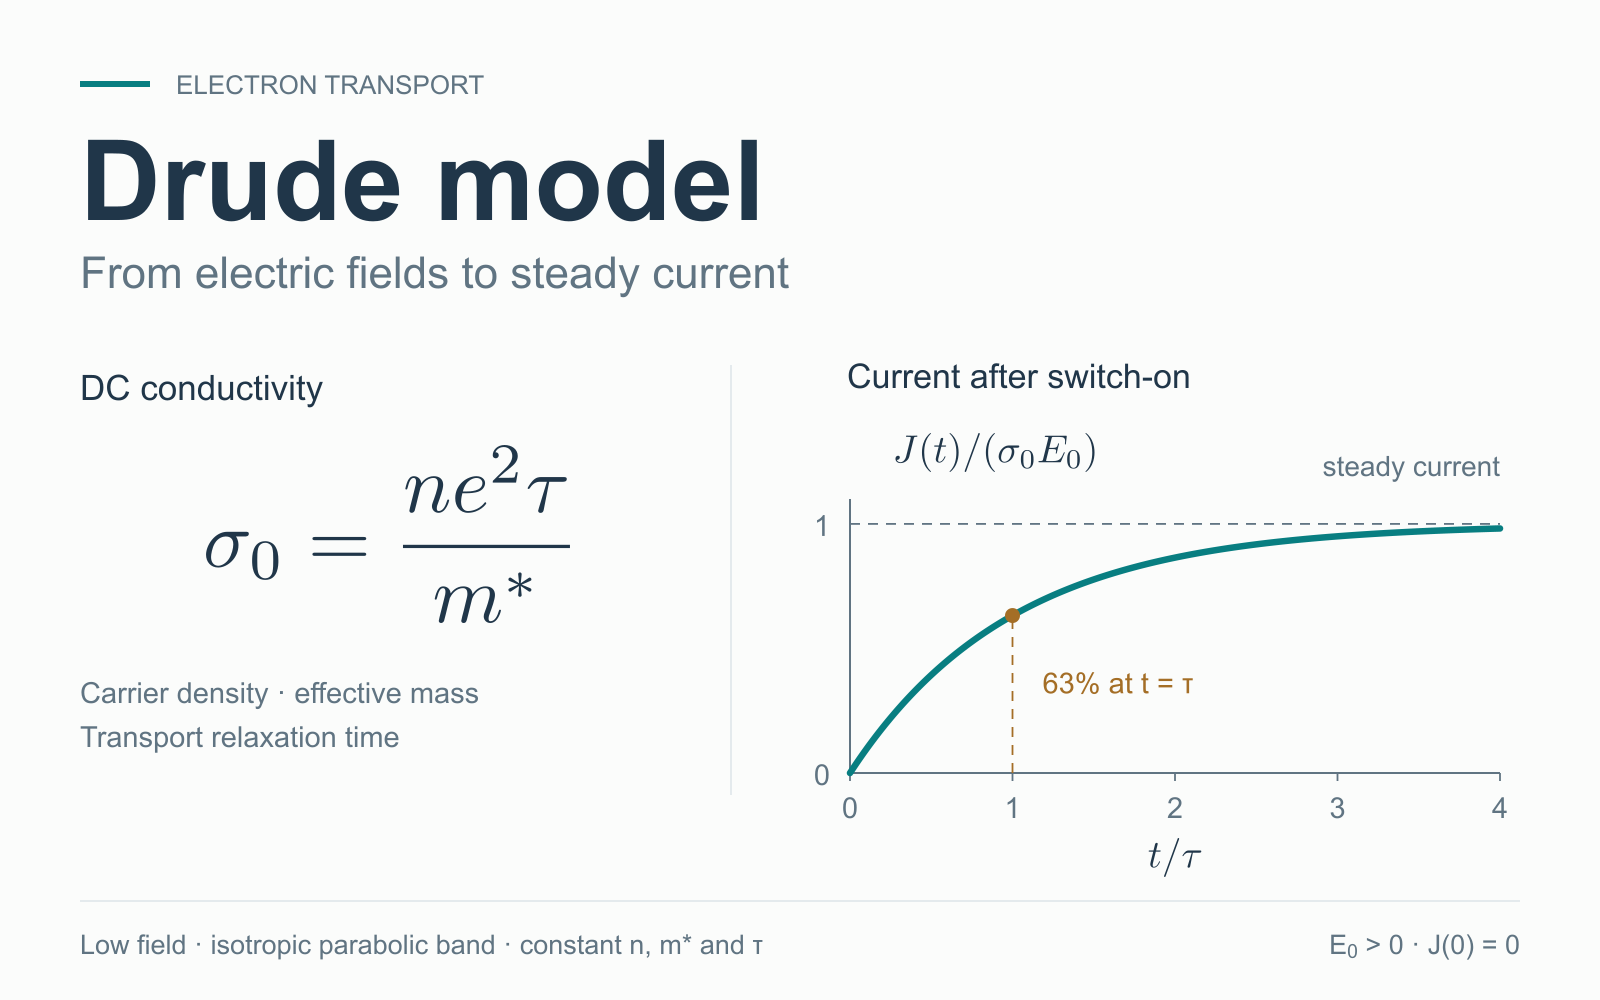 ELECTRON TRANSPORT
Drude model
From electric fields to steady current
DC conductivity
σ₀ = ne²τ / m*
Carrier density · effective mass
Transport relaxation time
Current after switch-on
J(t)/(σ₀E₀)
steady current
1
63% at t = τ
0
0 1 2 3 4
t/τ
Low field · isotropic parabolic band · constant n, m* and τ
E₀ > 0 · J(0) = 0